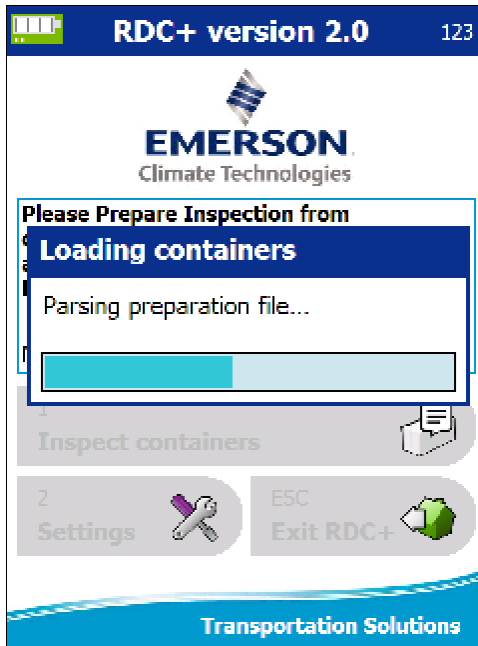 RDC+ version 2.0 123
EMERSON
Climate Technologies
Please Prepare Inspection from
Loading containers
Parsing preparation file...
1
Inspect containers
2
Settings
ESC
Exit RDC+
Transportation Solutions